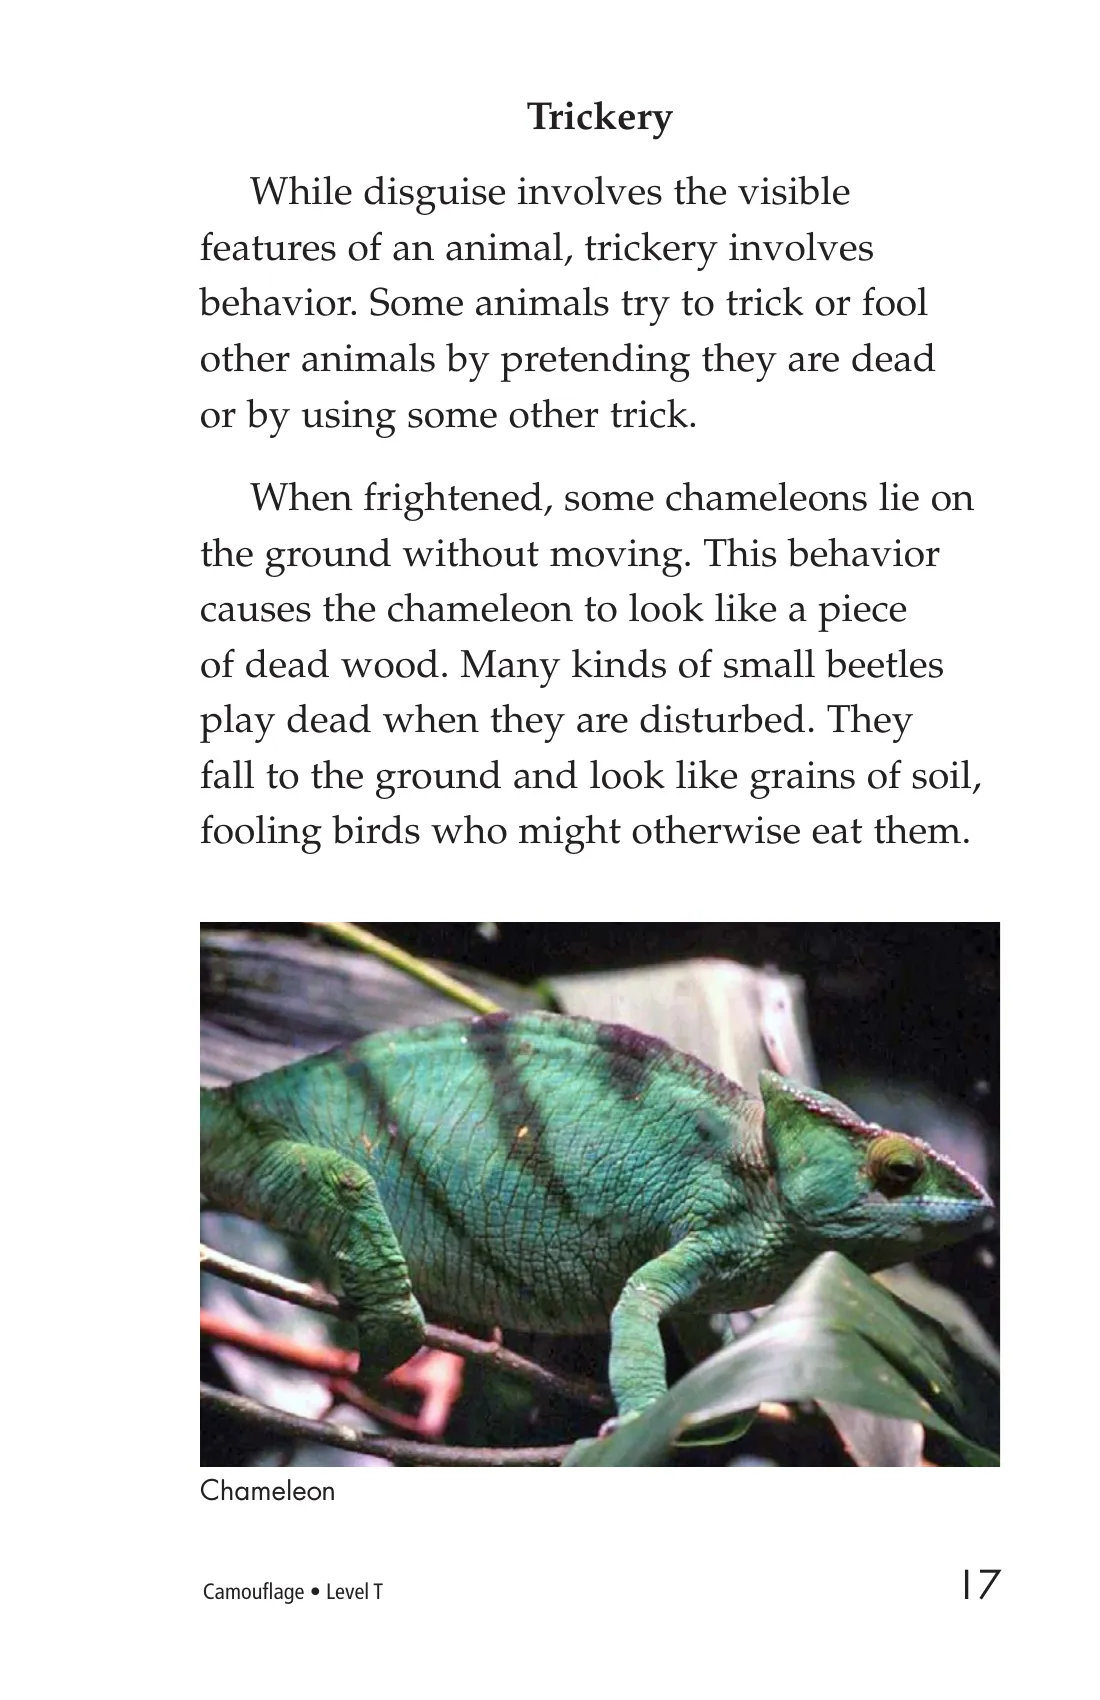 Trickery
While disguise involves the visible
features of an animal, trickery involves
behavior. Some animals try to trick or fool
other animals by pretending they are dead
or by using some other trick.
When frightened, some chameleons lie on
the ground without moving. This behavior
causes the chameleon to look like a piece
of dead wood. Many kinds of small beetles
play dead when they are disturbed. They
fall to the ground and look like grains of soil,
fooling birds who might otherwise eat them.
Chameleon
Camouflage • Level T
17